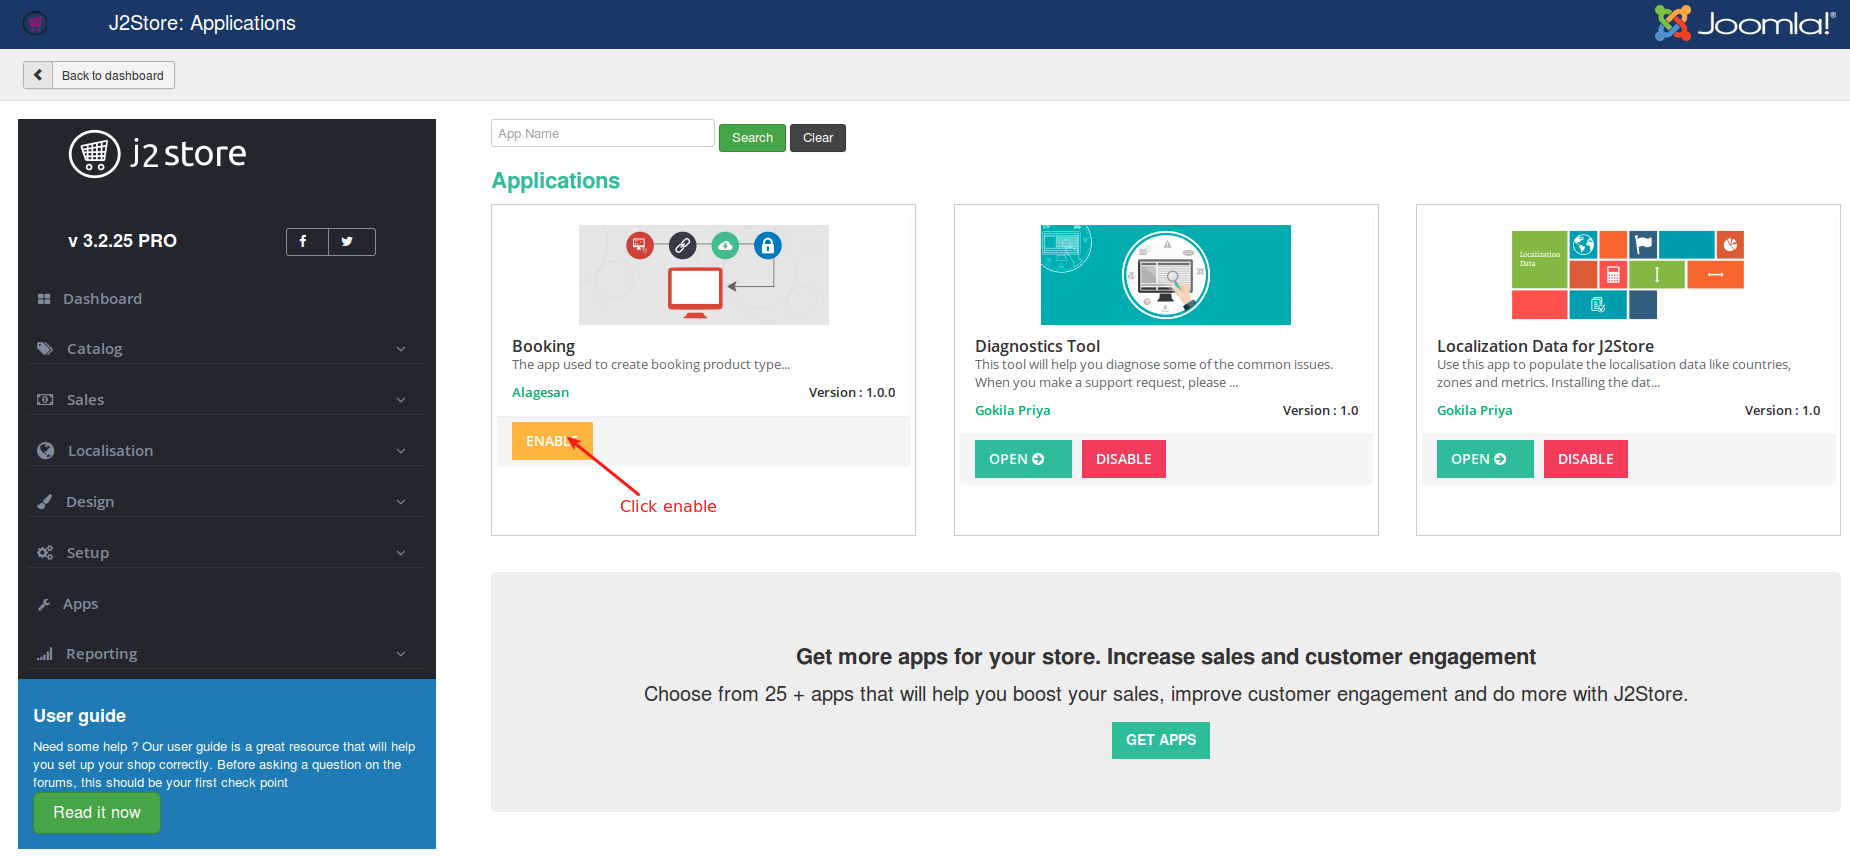 J2Store: Applications
Joomla!®
Back to dashboard
j2store
v 3.2.25 PRO
Dashboard
Catalog
Sales
Localisation
Design
Setup
Apps
Reporting
User guide
Need some help ? Our user guide is a great resource that will help
you set up your shop correctly. Before asking a question on the
forums, this should be your first check point
Read it now
App Name
Search
Clear
Applications
Booking
The app used to create booking product type...
Alagesan
Version : 1.0.0
ENABLE
Click enable
Diagnostics Tool
This tool will help you diagnose some of the common issues.
When you make a support request, please ...
Gokila Priya
Version : 1.0
OPEN
DISABLE
Localization
Data
Localization Data for J2Store
Use this app to populate the localisation data like countries,
zones and metrics. Installing the dat...
Gokila Priya
Version : 1.0
OPEN
DISABLE
Get more apps for your store. Increase sales and customer engagement
Choose from 25 + apps that will help you boost your sales, improve customer engagement and do more with J2Store.
GET APPS